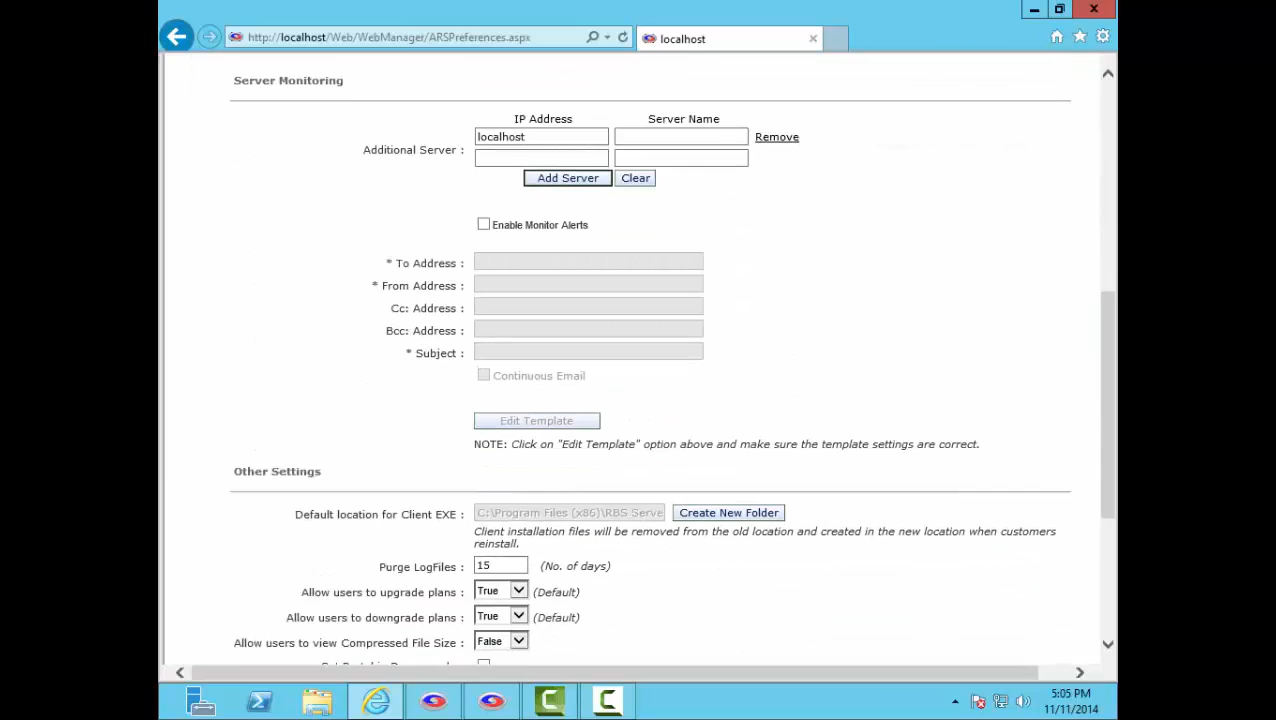 http://localhost/Web/WebManager/ARSPreferences.aspx
localhost
Server Monitoring
IP Address Server Name
localhost Remove
Additional Server :
Add Server Clear
Enable Monitor Alerts
* To Address :
* From Address :
Cc: Address :
Bcc: Address :
* Subject :
Continuous Email
Edit Template
NOTE: Click on "Edit Template" option above and make sure the template settings are correct.
Other Settings
Default location for Client EXE : C:\Program Files (x86)\RBS Serve Create New Folder
Client installation files will be removed from the old location and created in the new location when customers
reinstall.
Purge LogFiles : 15 (No. of days)
Allow users to upgrade plans : True (Default)
Allow users to downgrade plans : True (Default)
Allow users to view Compressed File Size : False
5:05 PM
11/11/2014